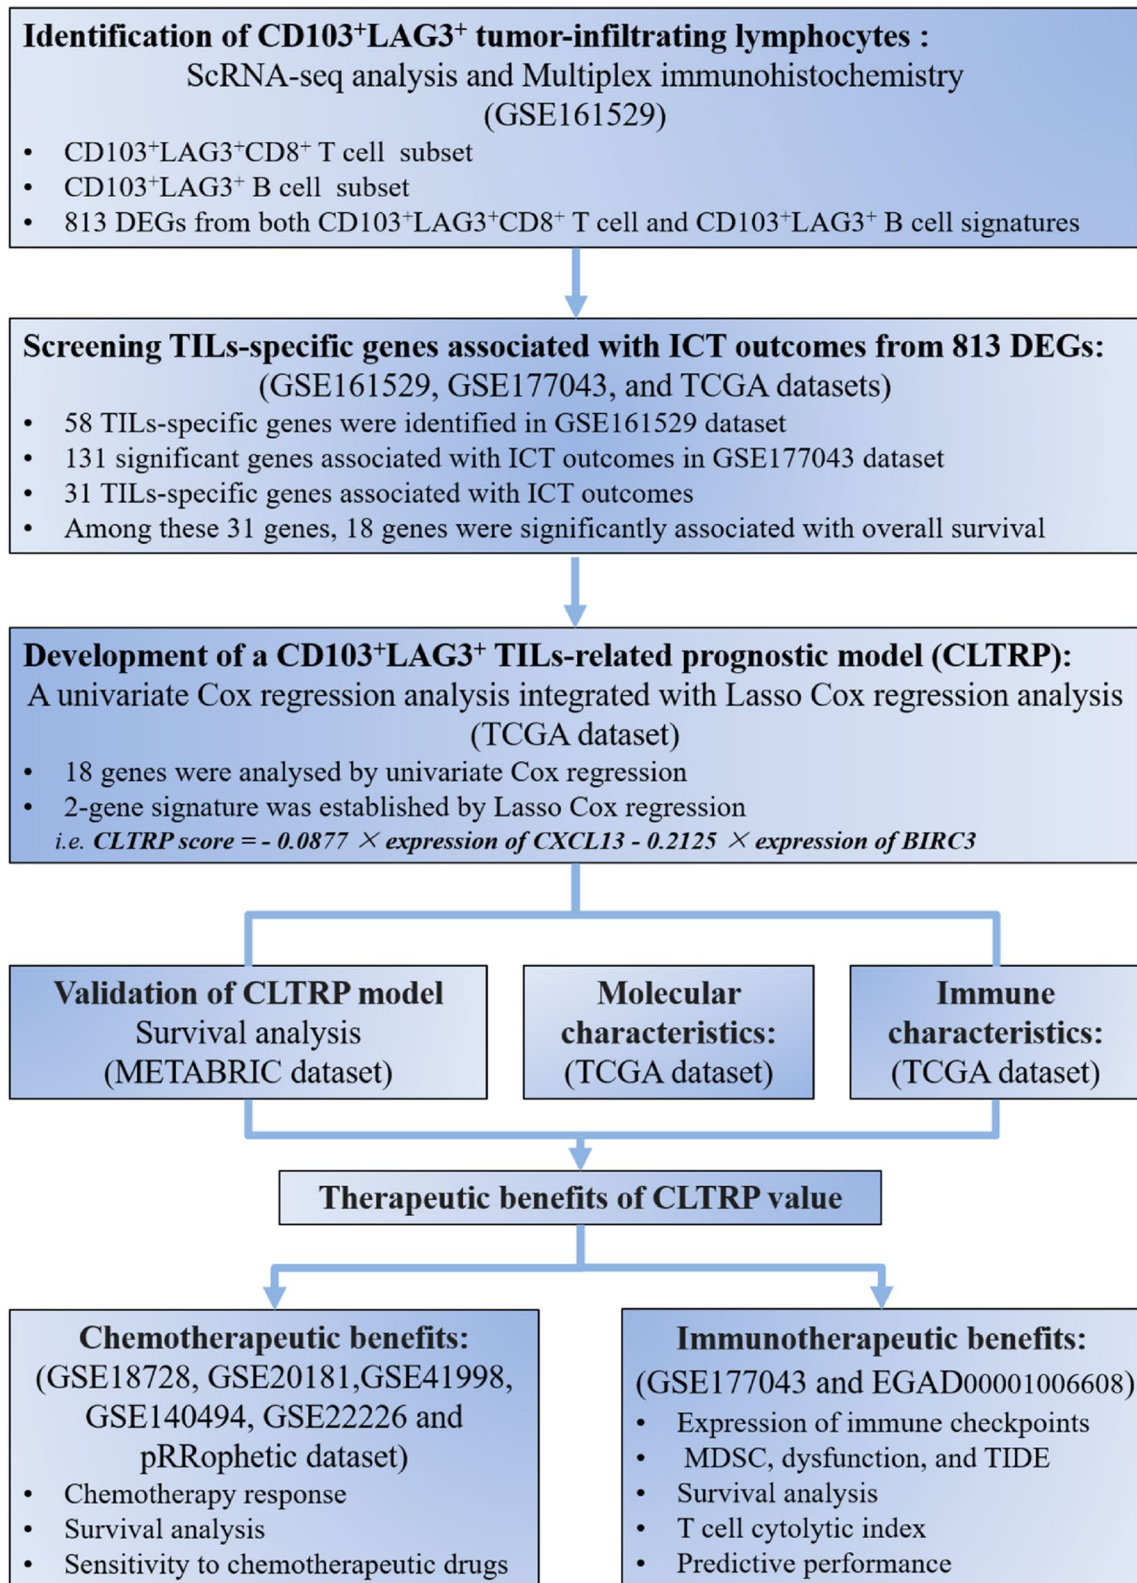 Identification of CD103⁺LAG3⁺ tumor-infiltrating lymphocytes :
ScRNA-seq analysis and Multiplex immunohistochemistry
(GSE161529)
• CD103⁺LAG3⁺CD8⁺ T cell subset
• CD103⁺LAG3⁺ B cell subset
• 813 DEGs from both CD103⁺LAG3⁺CD8⁺ T cell and CD103⁺LAG3⁺ B cell signatures
Screening TILs-specific genes associated with ICT outcomes from 813 DEGs:
(GSE161529, GSE177043, and TCGA datasets)
• 58 TILs-specific genes were identified in GSE161529 dataset
• 131 significant genes associated with ICT outcomes in GSE177043 dataset
• 31 TILs-specific genes associated with ICT outcomes
• Among these 31 genes, 18 genes were significantly associated with overall survival
Development of a CD103⁺LAG3⁺ TILs-related prognostic model (CLTRP):
A univariate Cox regression analysis integrated with Lasso Cox regression analysis
(TCGA dataset)
• 18 genes were analysed by univariate Cox regression
• 2-gene signature was established by Lasso Cox regression
i.e. CLTRP score = - 0.0877 × expression of CXCL13 - 0.2125 × expression of BIRC3
Validation of CLTRP model
Survival analysis
(METABRIC dataset)
Molecular
characteristics:
(TCGA dataset)
Immune
characteristics:
(TCGA dataset)
Therapeutic benefits of CLTRP value
Chemotherapeutic benefits:
(GSE18728, GSE20181,GSE41998,
GSE140494, GSE22226 and
pRRophetic dataset)
• Chemotherapy response
• Survival analysis
• Sensitivity to chemotherapeutic drugs
Immunotherapeutic benefits:
(GSE177043 and EGAD00001006608)
• Expression of immune checkpoints
• MDSC, dysfunction, and TIDE
• Survival analysis
• T cell cytolytic index
• Predictive performance